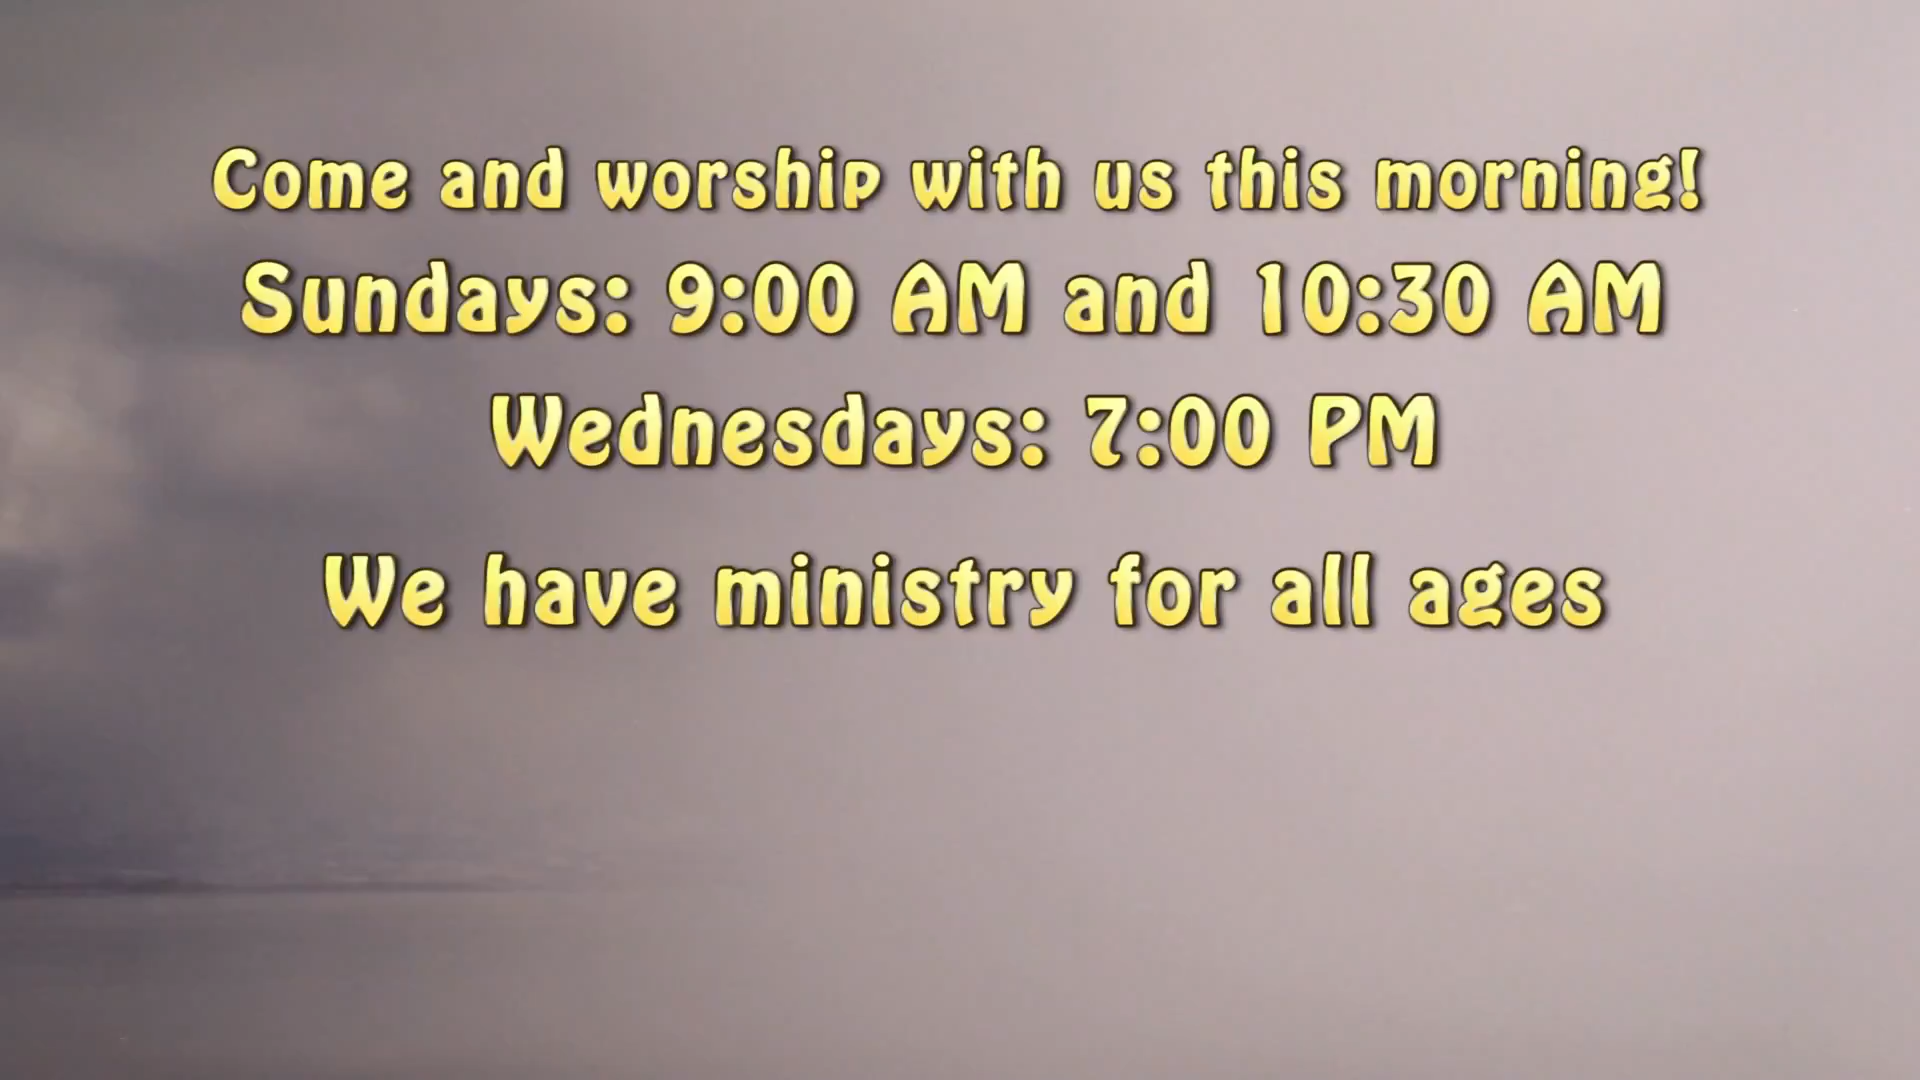 Come and worship with us this morning!
Sundays: 9:00 AM and 10:30 AM
Wednesdays: 7:00 PM
We have ministry for all ages